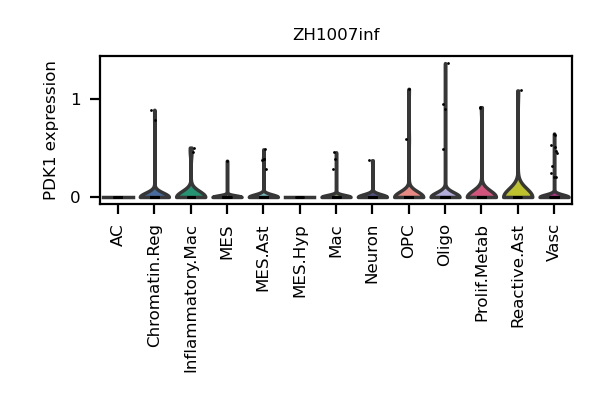 ZH1007inf
PDK1 expression
1
0
AC
Chromatin.Reg
Inflammatory.Mac
MES
MES.Ast
MES.Hyp
Mac
Neuron
OPC
Oligo
Prolif.Metab
Reactive.Ast
Vasc